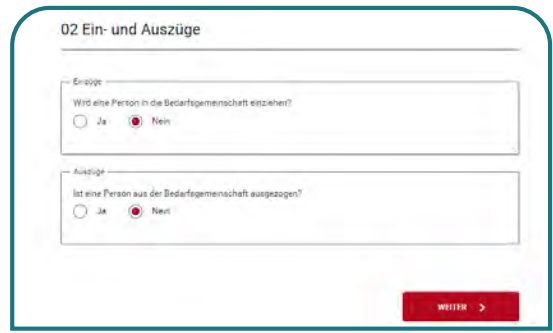 02 Ein- und Auszüge
Einzüge
Wird eine Person in die Bedarfsgemeinschaft einziehen?
Ja Nein
Auszüge
Ist eine Person aus der Bedarfsgemeinschaft ausgezogen?
Ja Nein
WEITER >